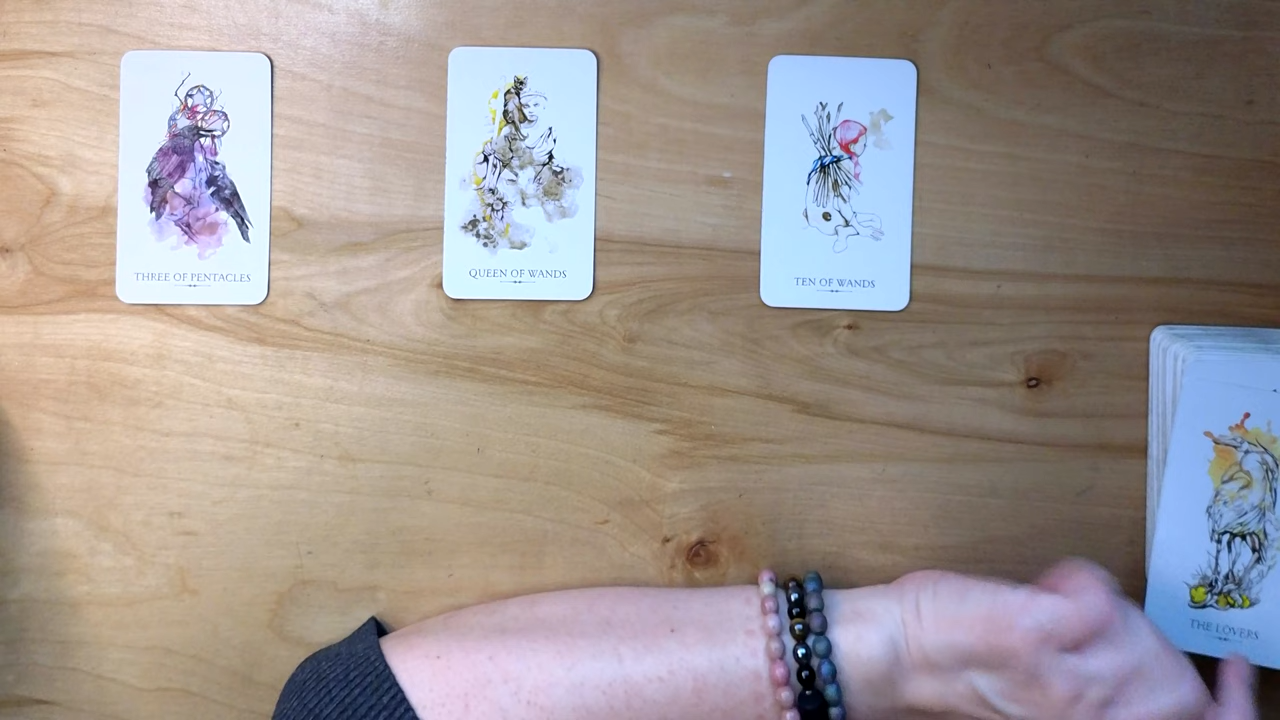 THREE OF PENTACLES
QUEEN OF WANDS
TEN OF WANDS
THE LOVERS